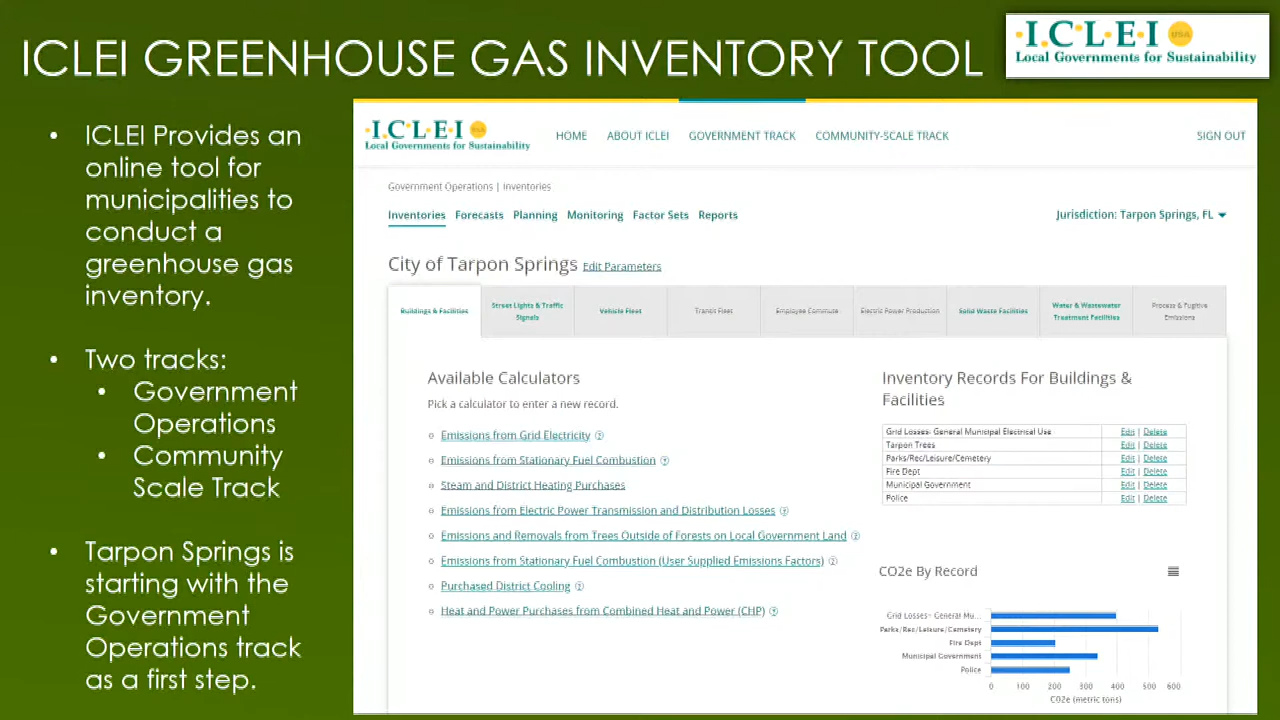 ICLEI GREENHOUSE GAS INVENTORY TOOL
I·C·L·E·I USA
Local Governments for Sustainability
• ICLEI Provides an
online tool for
municipalities to
conduct a
greenhouse gas
inventory.
• Two tracks:
• Government
Operations
• Community
Scale Track
• Tarpon Springs is
starting with the
Government
Operations track
as a first step.
I·C·L·E·I USA
Local Governments for Sustainability
HOME ABOUT ICLEI GOVERNMENT TRACK COMMUNITY-SCALE TRACK SIGN OUT
Government Operations | Inventories
Inventories Forecasts Planning Monitoring Factor Sets Reports Jurisdiction: Tarpon Springs, FL
City of Tarpon Springs Edit Parameters
Buildings & Facilities
Street Lights & Traffic
Signals
Vehicle Fleet
Transit Fleet
Employee Commute
Electric Power Production
Solid Waste Facilities
Water & Wastewater
Treatment Facilities
Process & Fugitive
Emissions
Available Calculators
Pick a calculator to enter a new record.
Emissions from Grid Electricity ?
Emissions from Stationary Fuel Combustion ?
Steam and District Heating Purchases
Emissions from Electric Power Transmission and Distribution Losses ?
Emissions and Removals from Trees Outside of Forests on Local Government Land ?
Emissions from Stationary Fuel Combustion (User Supplied Emissions Factors) ?
Purchased District Cooling ?
Heat and Power Purchases from Combined Heat and Power (CHP) ?
Inventory Records For Buildings &
Facilities
Grid Losses- General Municipal Electrical Use Edit | Delete
Tarpon Trees Edit | Delete
Parks/Rec/Leisure/Cemetery Edit | Delete
Fire Dept Edit | Delete
Municipal Government Edit | Delete
Police Edit | Delete
CO2e By Record
Grid Losses- General Mu...
Parks/Rec/Leisure/Cemetery
Fire Dept
Municipal Government
Police
0 100 200 300 400 500 600
CO2e (metric tons)